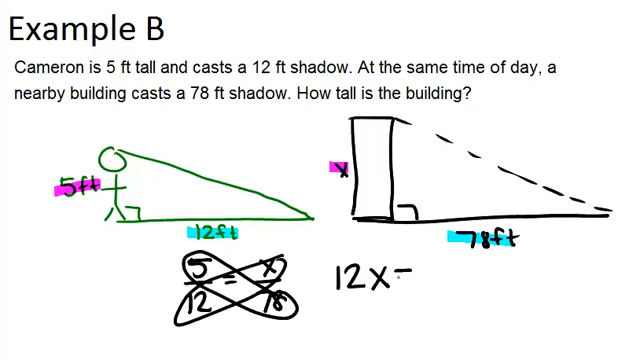 Example B
Cameron is 5 ft tall and casts a 12 ft shadow. At the same time of day, a
nearby building casts a 78 ft shadow. How tall is the building?
5ft
12ft
x
78ft
5/12 = x/78
12x=